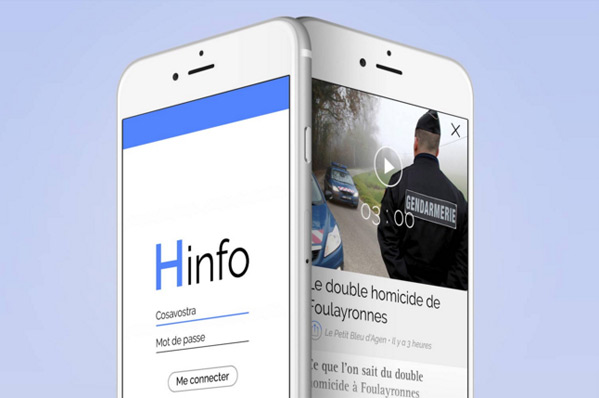 Hinfo
Cosavostra
Mot de passe
Me connecter
GENDARMERIE
03 : 00
Le double homicide de
Foulayronnes
Le Petit Bleu d'Agen • Il y a 3 heures
Ce que l'on sait du double
homicide à Foulayronnes